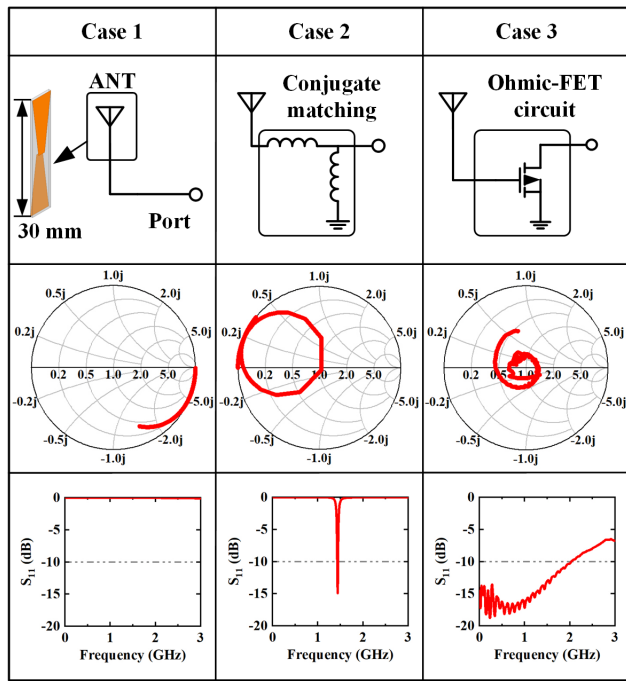 Case 1
Case 2
Case 3
ANT
30 mm
Port
Conjugate
matching
Ohmic-FET
circuit
1.0j
0.5j
2.0j
0.2j
5.0j
0.2 0.5 1.0 2.0 5.0
-0.2j
-5.0j
-0.5j
-2.0j
-1.0j
1.0j
0.5j
2.0j
0.2j
5.0j
0.2 0.5 1.0 2.0 5.0
-0.2j
-5.0j
-0.5j
-2.0j
-1.0j
1.0j
0.5j
2.0j
0.2j
5.0j
0.2 0.5 1.0 2.0 5.0
-0.2j
-5.0j
-0.5j
-2.0j
-1.0j
S11 (dB)
0
-5
-10
-15
-20
0 1 2 3
Frequency (GHz)
S11 (dB)
0
-5
-10
-15
-20
0 1 2 3
Frequency (GHz)
S11 (dB)
0
-5
-10
-15
-20
0 1 2 3
Frequency (GHz)